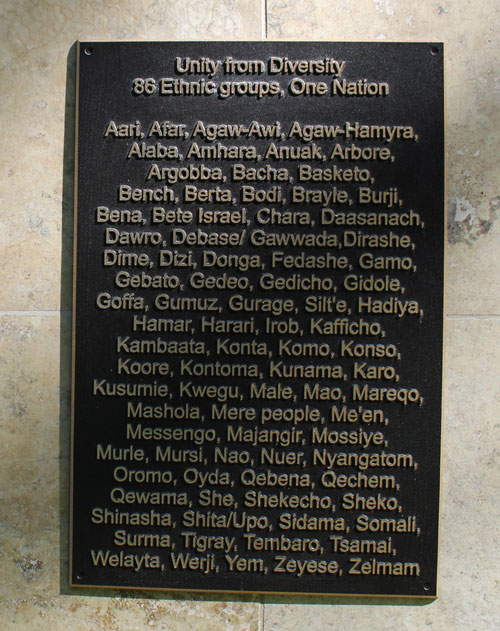 Unity from Diversity
86 Ethnic groups, One Nation
Aari, Afar, Agaw-Awi, Agaw-Hamyra,
Alaba, Amhara, Anuak, Arbore,
Argobba, Bacha, Basketo,
Bench, Berta, Bodi, Brayle, Burji,
Bena, Bete Israel, Chara, Daasanach,
Dawro, Debase/ Gawwada,Dirashe,
Dime, Dizi, Donga, Fedashe, Gamo,
Gebato, Gedeo, Gedicho, Gidole,
Goffa, Gumuz, Gurage, Silt'e, Hadiya,
Hamar, Harari, Irob, Kafficho,
Kambaata, Konta, Komo, Konso,
Koore, Kontoma, Kunama, Karo,
Kusumie, Kwegu, Male, Mao, Mareqo,
Mashola, Mere people, Me'en,
Messengo, Majangir, Mossiye,
Murle, Mursi, Nao, Nuer, Nyangatom,
Oromo, Oyda, Qebena, Qechem,
Qewama, She, Shekecho, Sheko,
Shinasha, Shita/Upo, Sidama, Somali,
Surma, Tigray, Tembaro, Tsamai,
Welayta, Werji, Yem, Zeyese, Zelmam